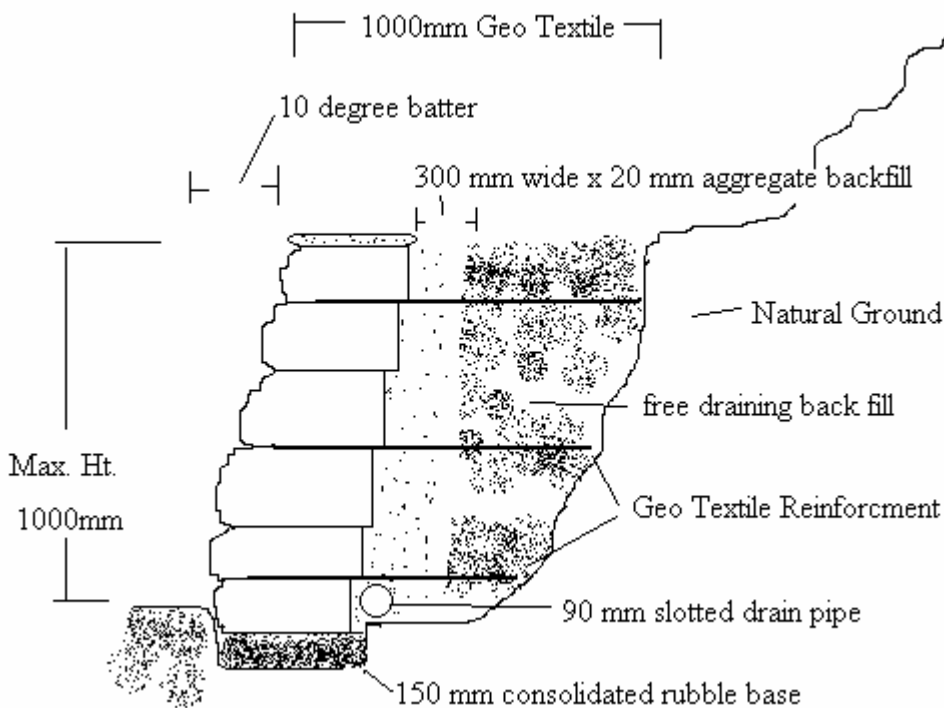 1000mm Geo Textile
10 degree batter
300 mm wide x 20 mm aggregate backfill
Natural Ground
free draining back fill
Max. Ht.
1000mm
Geo Textile Reinforcment
90 mm slotted drain pipe
150 mm consolidated rubble base